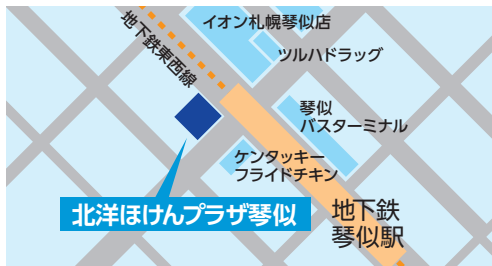 イオン札幌琴似店
地下鉄東西線
ツルハドラッグ
琴似
バスターミナル
ケンタッキー
フライドチキン
北洋ほけんプラザ琴似
地下鉄
琴似駅